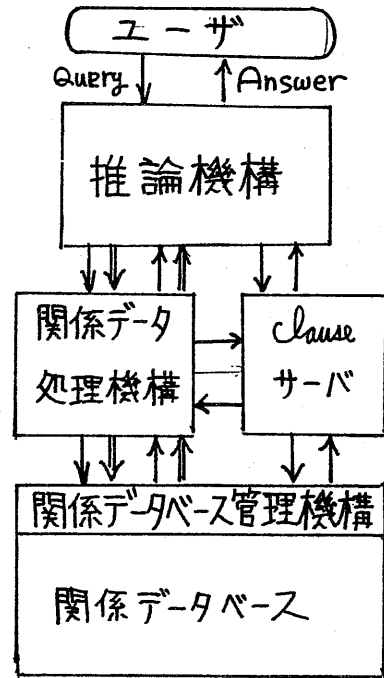 ユーザ
Query Answer
推論機構
関係データ
処理機構
Clause
サーバ
関係データベース管理機構
関係データベース